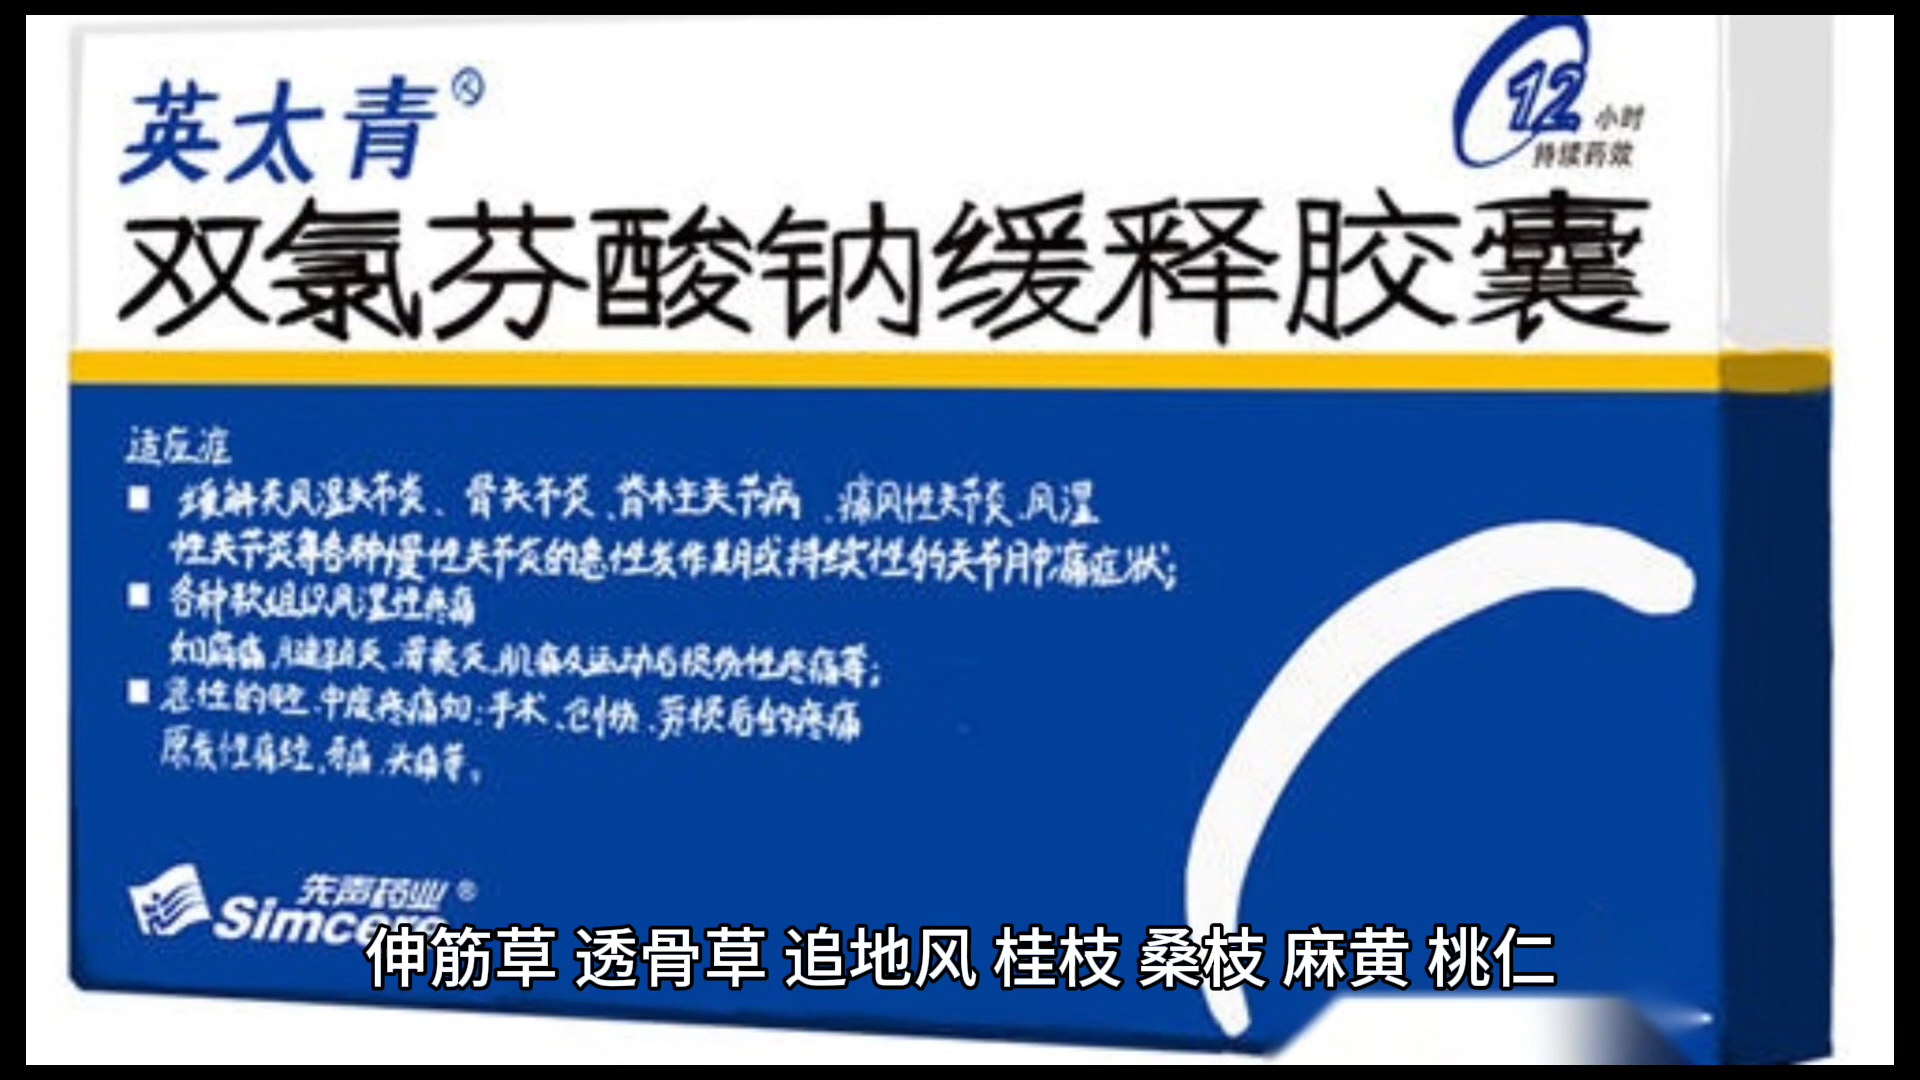 英太青®
12小时
持续药效
双氯芬酸钠缓释胶囊
适应症
■ 缓解类风湿关节炎、骨关节炎、脊柱关节病、痛风性关节炎、风湿
性关节炎等各种慢性关节炎的急性发作期或持续性的关节肿痛症状;
■ 各种软组织风湿性疼痛
如肩痛、腱鞘炎、滑囊炎、肌痛及运动后损伤性疼痛等;
■ 急性的轻、中度疼痛如:手术、创伤、劳损后的疼痛
原发性痛经、牙痛、头痛等。
先声药业®
Simcere
伸筋草 透骨草 追地风 桂枝 桑枝 麻黄 桃仁